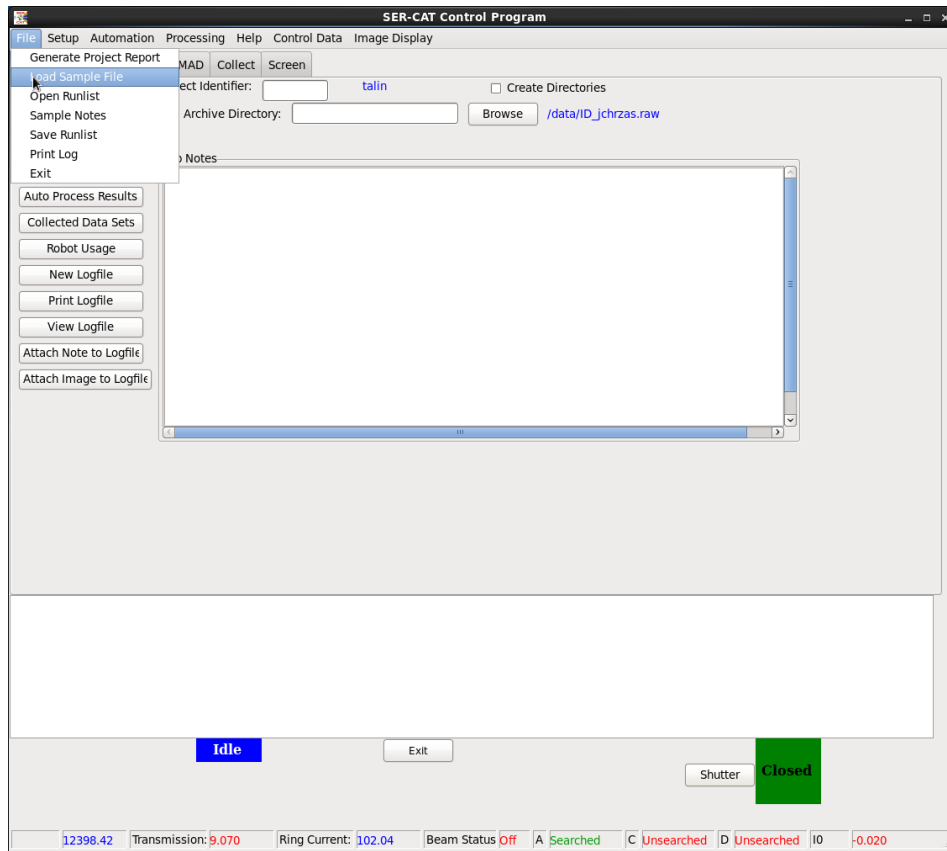 SER-CAT Control Program
File Setup Automation Processing Help Control Data Image Display
Generate Project Report
Load Sample File
Open Runlist
Sample Notes
Save Runlist
Print Log
Exit
MAD Collect Screen
ect Identifier: talin Create Directories
Archive Directory: Browse /data/ID_jchrzas.raw
Notes
Auto Process Results
Collected Data Sets
Robot Usage
New Logfile
Print Logfile
View Logfile
Attach Note to Logfile
Attach Image to Logfile
Idle Exit
Shutter Closed
12398.42 Transmission: 9.070 Ring Current: 102.04 Beam Status Off A Searched C Unsearched D Unsearched I0 -0.020